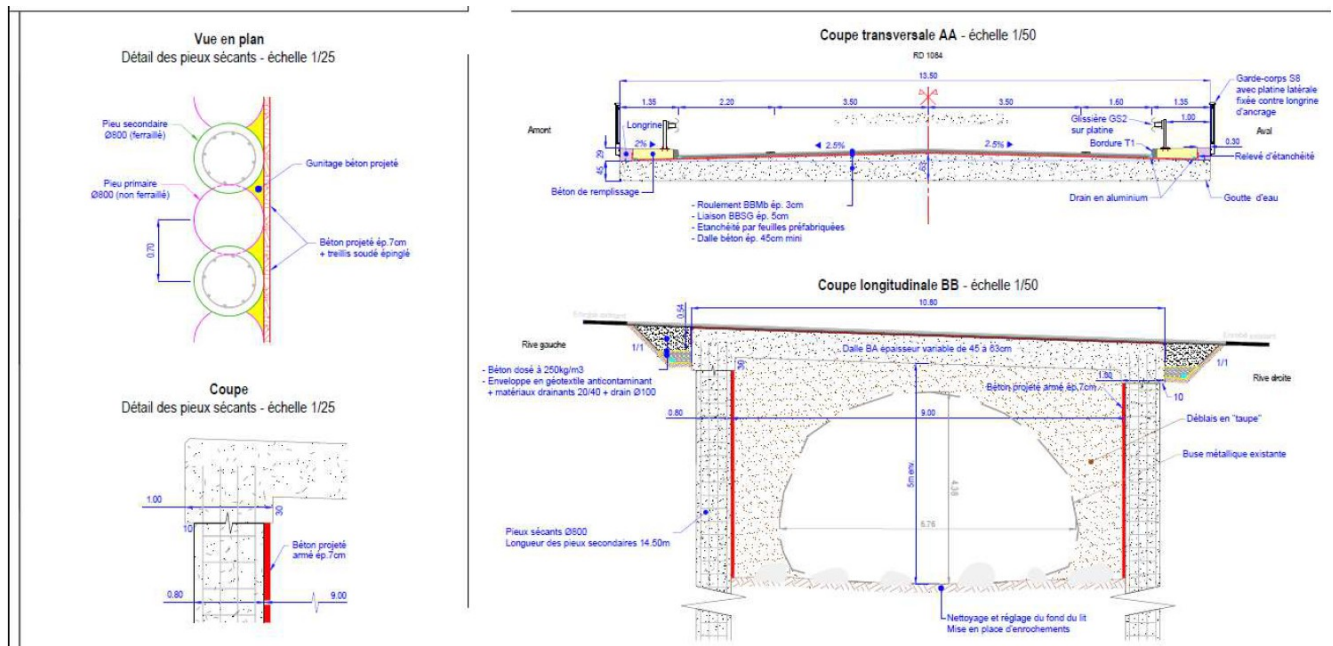 Vue en plan
Détail des pieux sécants - échelle 1/25
Pieu secondaire
Ø800 (ferraillé)
Gunitage béton projeté
Pieu primaire
Ø800 (non ferraillé)
0.70
Béton projeté ép.7cm
+ treillis soudé épinglé
Coupe
Détail des pieux sécants - échelle 1/25
1.00
10
30
Béton projeté
armé ép.7cm
0.80
9.00
Coupe transversale AA - échelle 1/50
RD 1084
13.50
1.35
2.20
3.50
3.50
1.60
1.35
Garde-corps S8
avec platine latérale
fixée contre longrine
d'ancrage
1.00
Amont
Longrine
Glissière GS2
sur platine
Aval
Bordure T1
0.30
29
2%
2.5%
2.5%
Relevé d'étanchéité
45
63
Béton de remplissage
Drain en aluminium
Goutte d'eau
- Roulement BBMb ép. 3cm
- Liaison BBSG ép. 5cm
- Etanchéité par feuilles préfabriquées
- Dalle béton ép. 45cm mini
Coupe longitudinale BB - échelle 1/50
10.60
0.54
Rive gauche
1/1
Dalle BA épaisseur variable de 45 à 63cm
1/1
Rive droite
- Béton dosé à 250kg/m3
- Enveloppe en géotextile anticontaminant
+ matériaux drainants 20/40 + drain Ø100
30
1.00
10
Béton projeté armé ép.7cm
0.80
9.00
Déblais en "taupe"
Buse métallique existante
5m env.
4.38
6.76
Pieux sécants Ø800
Longueur des pieux secondaires 14.50m
Nettoyage et réglage du fond du lit
Mise en place d'enrochements